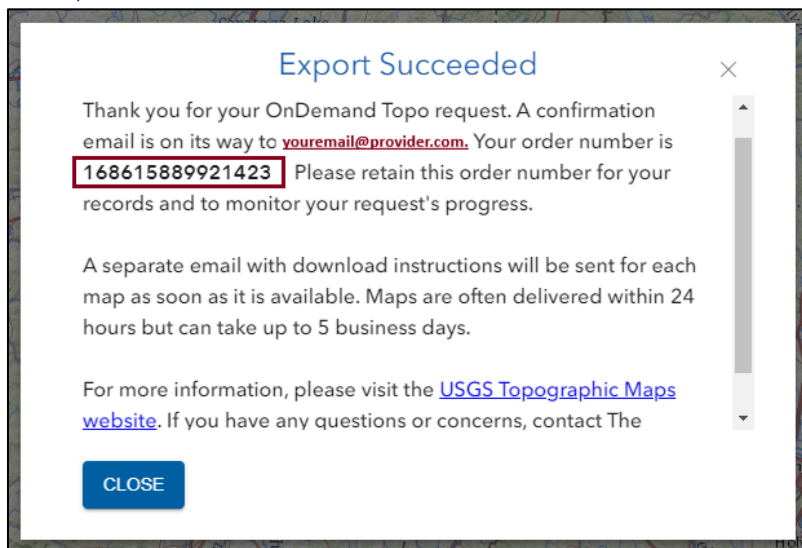 Export Succeeded
Thank you for your OnDemand Topo request. A confirmation
email is on its way to youremail@provider.com. Your order number is
168615889921423 Please retain this order number for your
records and to monitor your request's progress.
A separate email with download instructions will be sent for each
map as soon as it is available. Maps are often delivered within 24
hours but can take up to 5 business days.
For more information, please visit the USGS Topographic Maps
website. If you have any questions or concerns, contact The
CLOSE